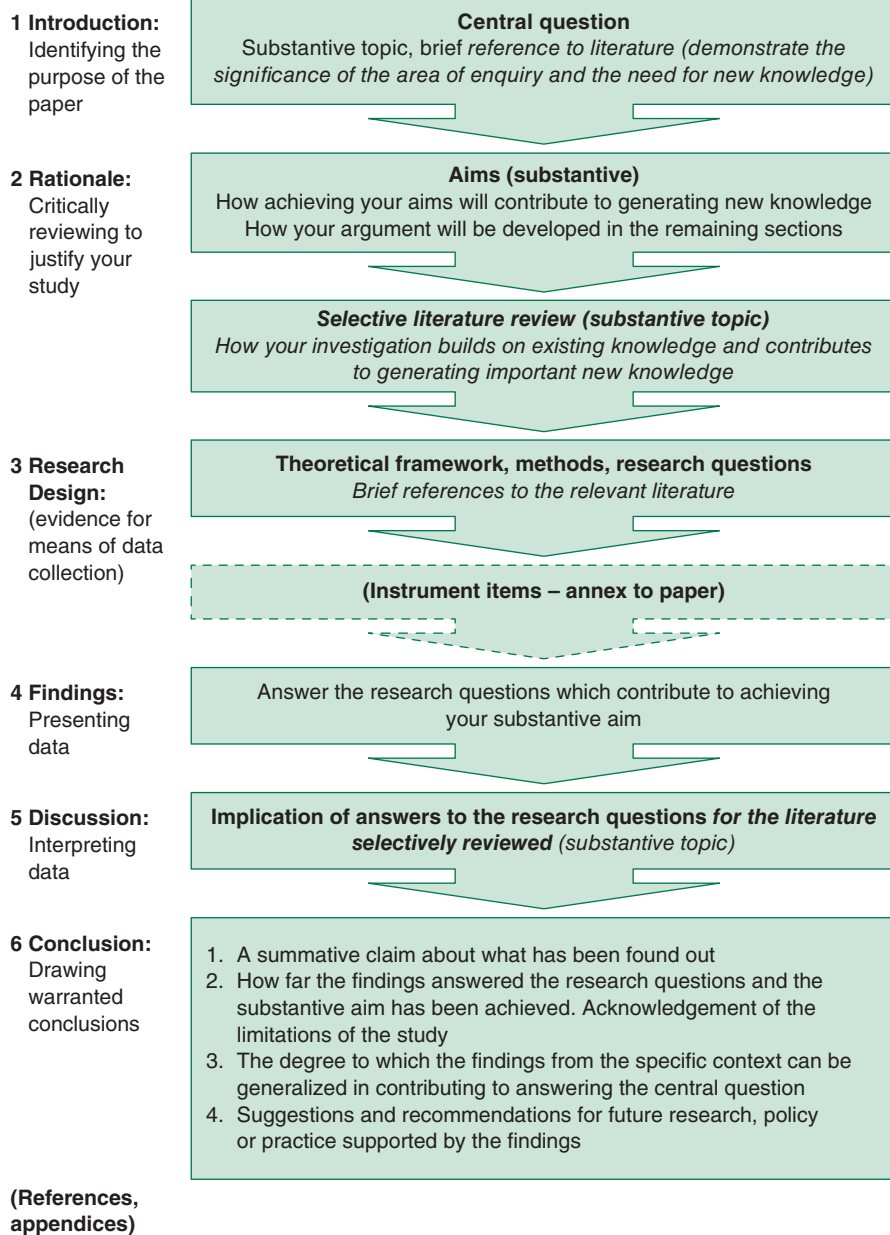 1 Introduction:
Identifying the
purpose of the
paper
Central question
Substantive topic, brief reference to literature (demonstrate the
significance of the area of enquiry and the need for new knowledge)
2 Rationale:
Critically
reviewing to
justify your
study
Aims (substantive)
How achieving your aims will contribute to generating new knowledge
How your argument will be developed in the remaining sections
Selective literature review (substantive topic)
How your investigation builds on existing knowledge and contributes
to generating important new knowledge
3 Research
Design:
(evidence for
means of data
collection)
Theoretical framework, methods, research questions
Brief references to the relevant literature
(Instrument items – annex to paper)
4 Findings:
Presenting
data
Answer the research questions which contribute to achieving
your substantive aim
5 Discussion:
Interpreting
data
Implication of answers to the research questions for the literature
selectively reviewed (substantive topic)
6 Conclusion:
Drawing
warranted
conclusions
1. A summative claim about what has been found out
2. How far the findings answered the research questions and the
substantive aim has been achieved. Acknowledgement of the
limitations of the study
3. The degree to which the findings from the specific context can be
generalized in contributing to answering the central question
4. Suggestions and recommendations for future research, policy
or practice supported by the findings
(References,
appendices)